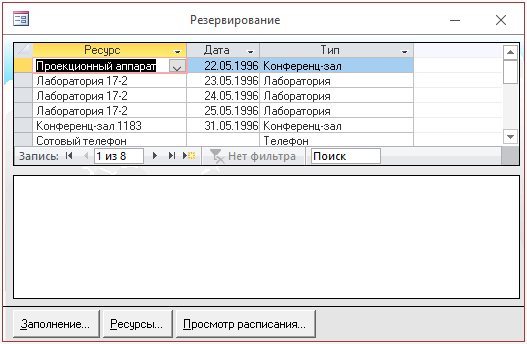 Резервирование
Ресурс Дата Тип
Проекционный аппарат 22.05.1996 Конференц-зал
Лаборатория 17-2 23.05.1996 Лаборатория
Лаборатория 17-2 24.05.1996 Лаборатория
Лаборатория 17-2 25.05.1996 Лаборатория
Конференц-зал 1183 31.05.1996 Конференц-зал
Сотовый телефон Телефон
Запись: 1 из 8 Нет фильтра Поиск
Заполнение... Ресурсы... Просмотр расписания...